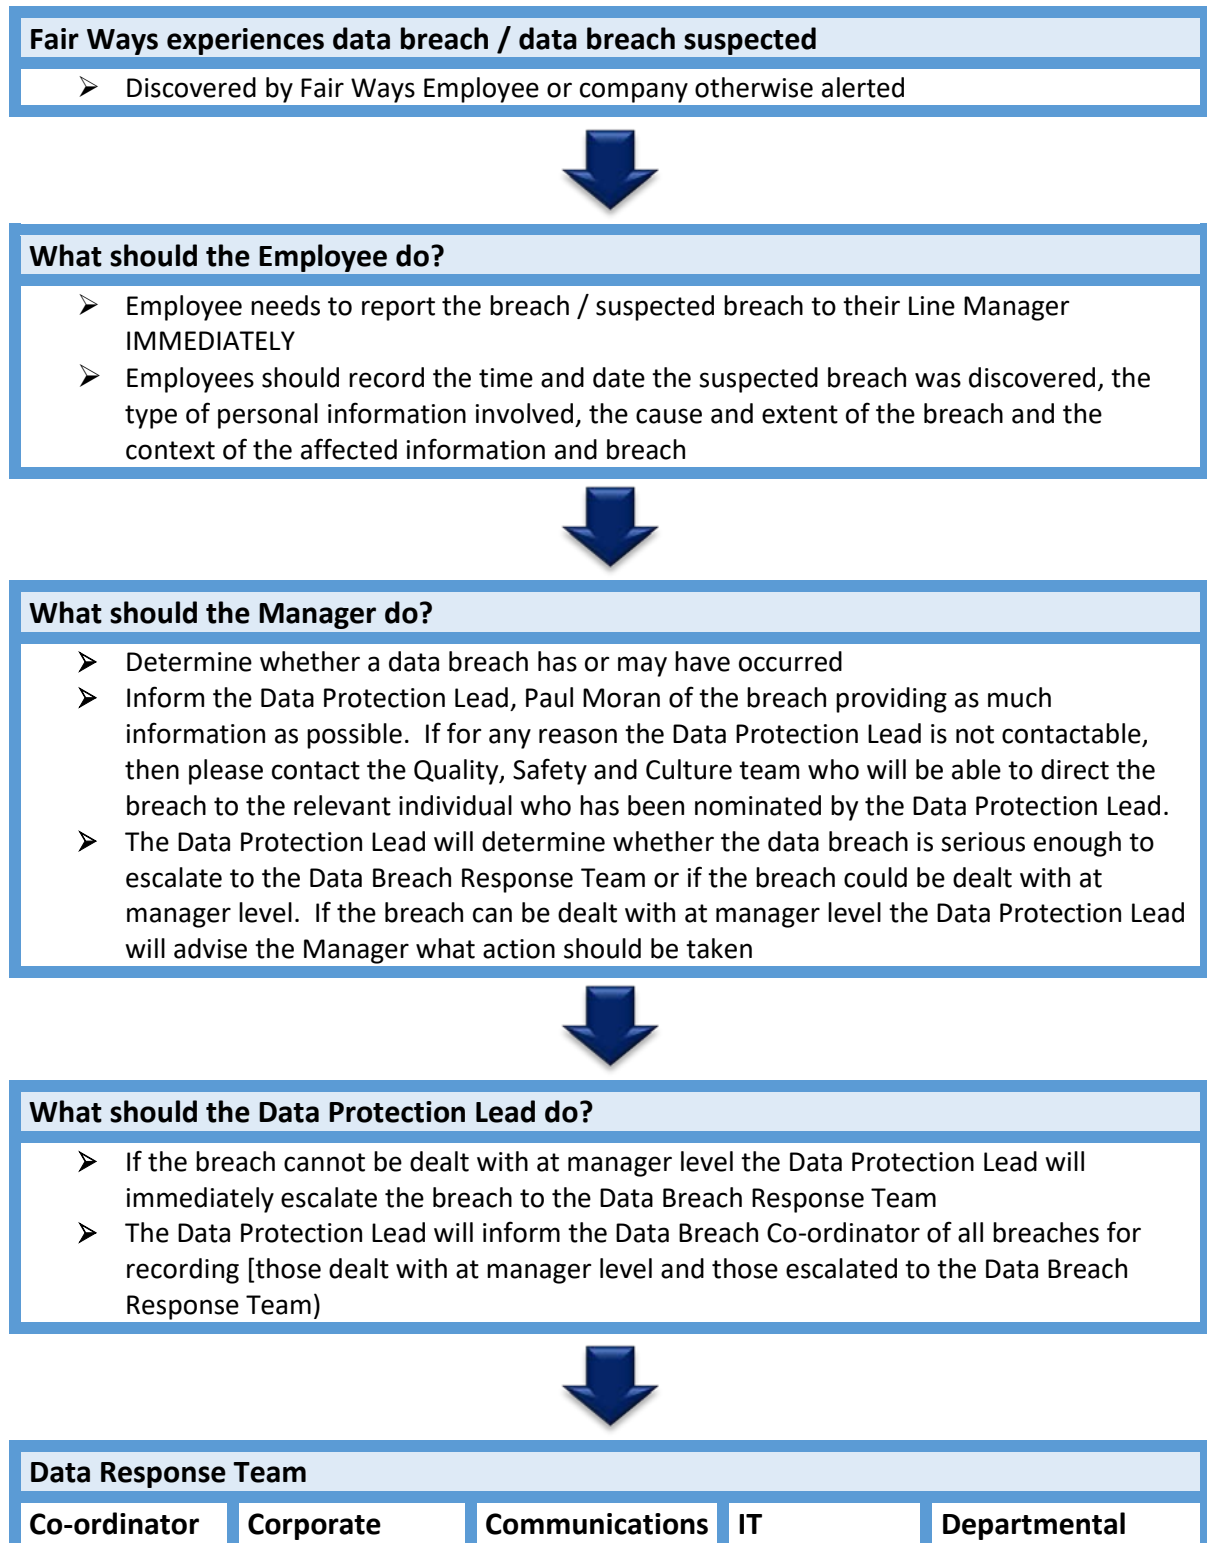 Fair Ways experiences data breach / data breach suspected
➢ Discovered by Fair Ways Employee or company otherwise alerted
What should the Employee do?
➢ Employee needs to report the breach / suspected breach to their Line Manager
IMMEDIATELY
➢ Employees should record the time and date the suspected breach was discovered, the
type of personal information involved, the cause and extent of the breach and the
context of the affected information and breach
What should the Manager do?
➢ Determine whether a data breach has or may have occurred
➢ Inform the Data Protection Lead, Paul Moran of the breach providing as much
information as possible.  If for any reason the Data Protection Lead is not contactable,
then please contact the Quality, Safety and Culture team who will be able to direct the
breach to the relevant individual who has been nominated by the Data Protection Lead.
➢ The Data Protection Lead will determine whether the data breach is serious enough to
escalate to the Data Breach Response Team or if the breach could be dealt with at
manager level.  If the breach can be dealt with at manager level the Data Protection Lead
will advise the Manager what action should be taken
What should the Data Protection Lead do?
➢ If the breach cannot be dealt with at manager level the Data Protection Lead will
immediately escalate the breach to the Data Breach Response Team
➢ The Data Protection Lead will inform the Data Breach Co-ordinator of all breaches for
recording [those dealt with at manager level and those escalated to the Data Breach
Response Team)
Data Response Team
Co-ordinator Corporate Communications IT Departmental